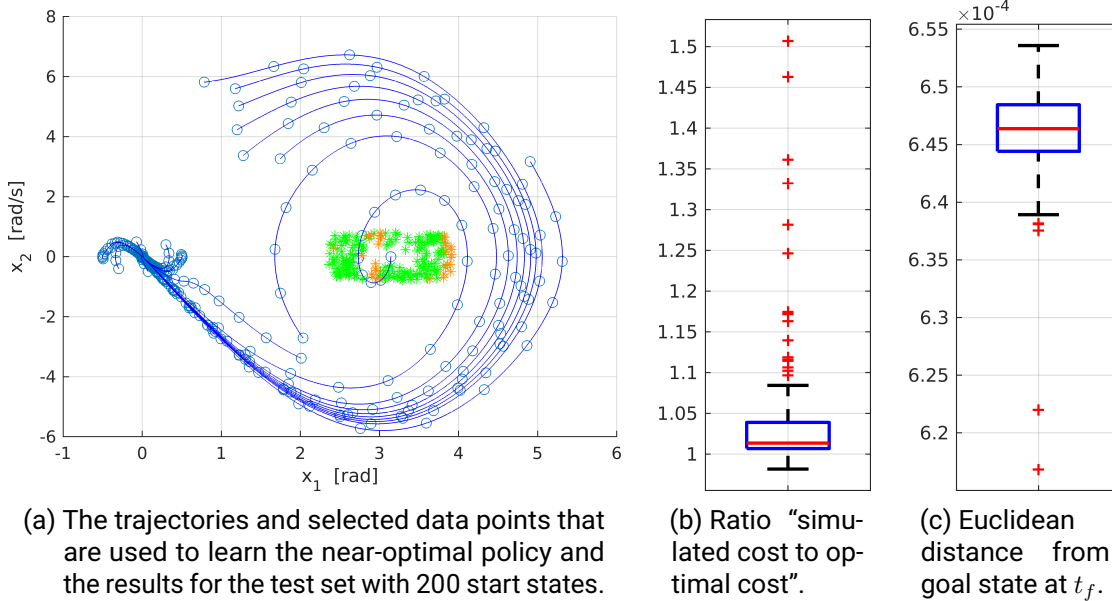 8
6
4
2
0
-2
-4
-6
x2 [rad/s]
-1 0 1 2 3 4 5 6
x1 [rad]
1.5
1.45
1.4
1.35
1.3
1.25
1.2
1.15
1.1
1.05
1
×10-4
6.55
6.5
6.45
6.4
6.35
6.3
6.25
6.2
(a) The trajectories and selected data points that
are used to learn the near-optimal policy and
the results for the test set with 200 start states.
(b) Ratio “simu-
lated cost to op-
timal cost”.
(c) Euclidean
distance from
goal state at tf.